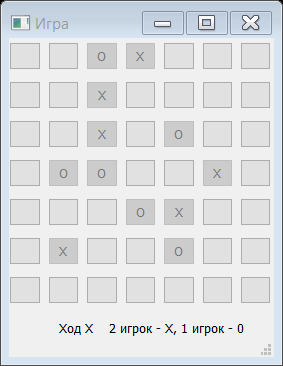 Игра
O X
X
X O
O O X
O X
X O
Ход X 2 игрок - X, 1 игрок - 0